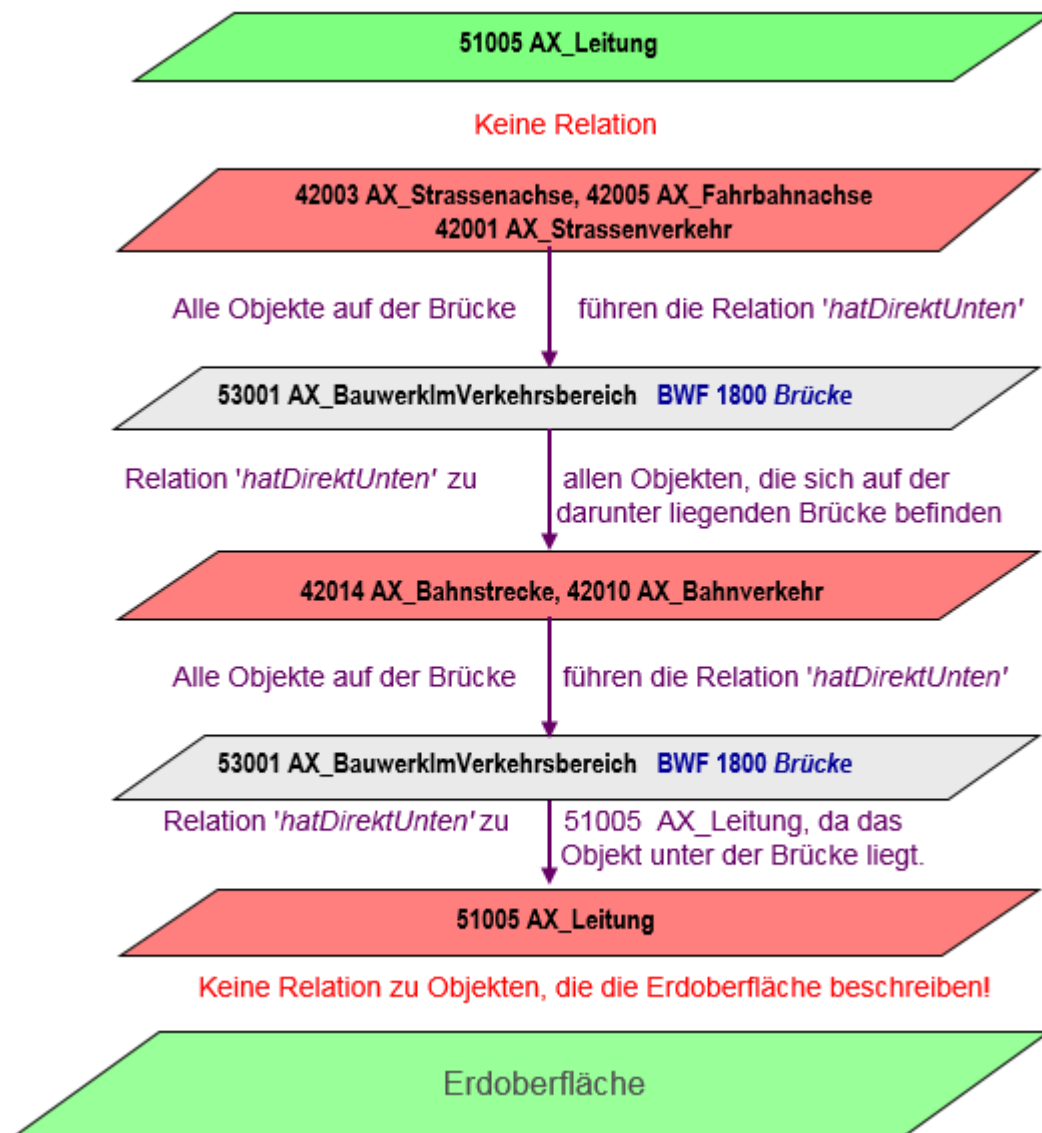 51005 AX_Leitung
Keine Relation
42003 AX_Strassenachse, 42005 AX_Fahrbahnachse
42001 AX_Strassenverkehr
Alle Objekte auf der Brücke führen die Relation 'hatDirektUnten'
53001 AX_BauwerkImVerkehrsbereich BWF 1800 Brücke
Relation 'hatDirektUnten' zu allen Objekten, die sich auf der
darunter liegenden Brücke befinden
42014 AX_Bahnstrecke, 42010 AX_Bahnverkehr
Alle Objekte auf der Brücke führen die Relation 'hatDirektUnten'
53001 AX_BauwerkImVerkehrsbereich BWF 1800 Brücke
Relation 'hatDirektUnten' zu 51005 AX_Leitung, da das
Objekt unter der Brücke liegt.
51005 AX_Leitung
Keine Relation zu Objekten, die die Erdoberfläche beschreiben!
Erdoberfläche